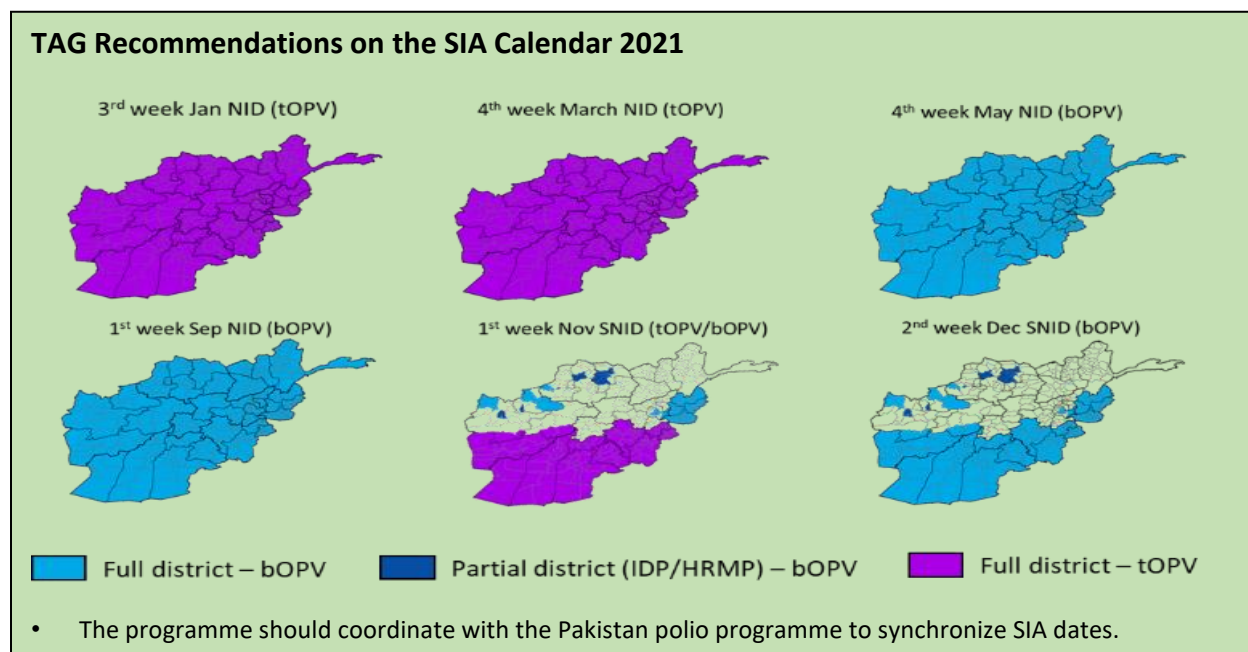 TAG Recommendations on the SIA Calendar 2021
3rd week Jan NID (tOPV)
4th week March NID (tOPV)
4th week May NID (bOPV)
1st week Sep NID (bOPV)
1st week Nov SNID (tOPV/bOPV)
2nd week Dec SNID (bOPV)
Full district – bOPV
Partial district (IDP/HRMP) – bOPV
Full district – tOPV
• The programme should coordinate with the Pakistan polio programme to synchronize SIA dates.